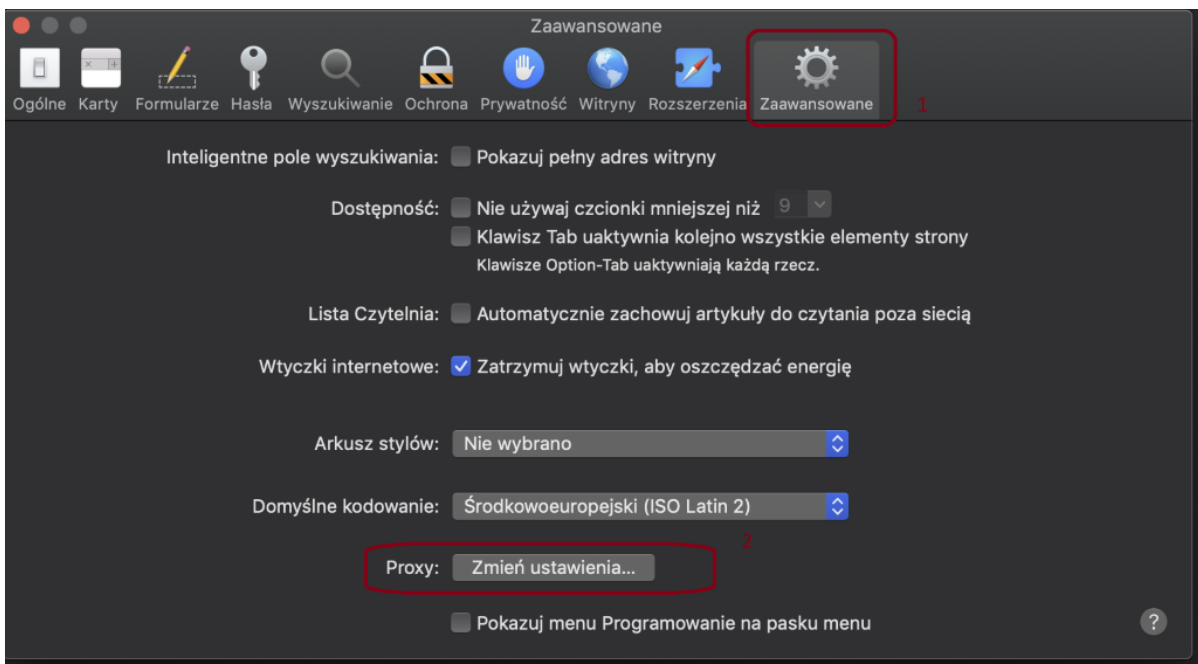 Zaawansowane
Ogólne Karty Formularze Hasła Wyszukiwanie Ochrona Prywatność Witryny Rozszerzenia Zaawansowane 1
Inteligentne pole wyszukiwania: Pokazuj pełny adres witryny
Dostępność: Nie używaj czcionki mniejszej niż 9
Klawisz Tab uaktywnia kolejno wszystkie elementy strony
Klawisze Option-Tab uaktywniają każdą rzecz.
Lista Czytelnia: Automatycznie zachowuj artykuły do czytania poza siecią
Wtyczki internetowe: Zatrzymuj wtyczki, aby oszczędzać energię
Arkusz stylów: Nie wybrano
Domyślne kodowanie: Środkowoeuropejski (ISO Latin 2)
2
Proxy: Zmień ustawienia...
Pokazuj menu Programowanie na pasku menu ?